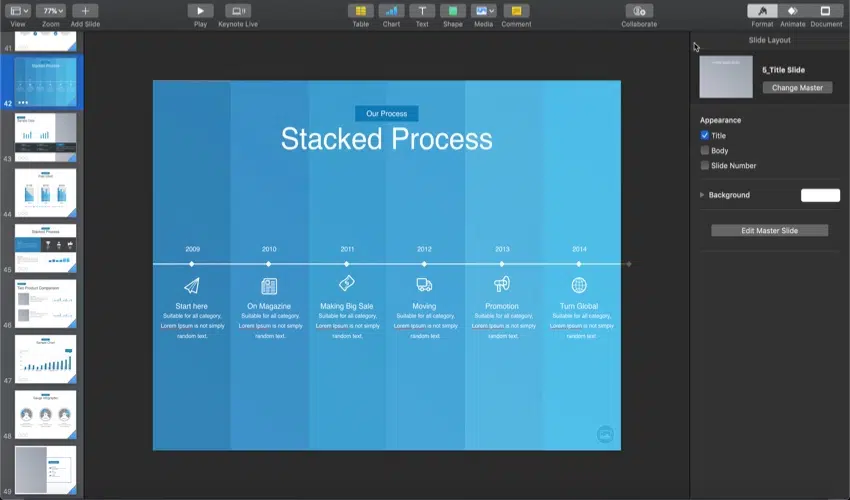 View
77%
Zoom
Add Slide
Play
Keynote Live
Table
Chart
Text
Shape
Media
Comment
Collaborate
Format
Animate
Document
41
Stacked Process
42
43
44
Stacked Process
45
Two Product Comparison
46
47
48
49
Our Process
Stacked Process
2009
2010
2011
2012
2013
2014
Start here
On Magazine
Making Big Sale
Moving
Promotion
Turn Global
Suitable for all category, Suitable for all category, Suitable for all category, Suitable for all category, Suitable for all category, Suitable for all category,
Lorem Ipsum is not simply Lorem Ipsum is not simply Lorem Ipsum is not simply Lorem Ipsum is not simply Lorem Ipsum is not simply Lorem Ipsum is not simply
random text. random text. random text. random text. random text. random text.
Slide Layout
5_Title Slide
Change Master
Appearance
Title
Body
Slide Number
Background
Edit Master Slide